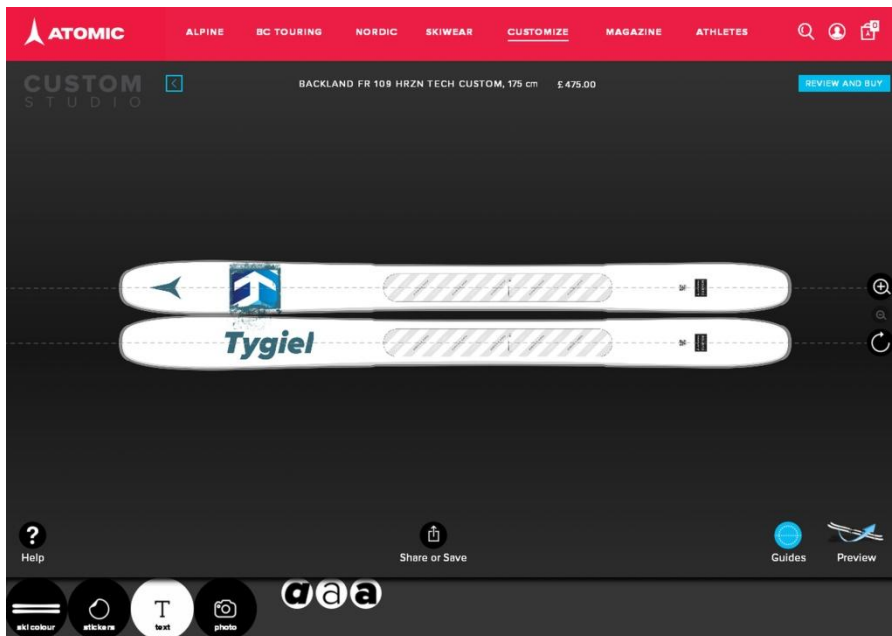 ATOMIC ALPINE BC TOURING NORDIC SKIWEAR CUSTOMIZE MAGAZINE ATHLETES 0
CUSTOM
STUDIO
BACKLAND FR 109 HRZN TECH CUSTOM, 175 cm £475.00 REVIEW AND BUY
Tygiel
? Help
Share or Save
Guides
Preview
ski colour
stickers
T text
photo
a a a